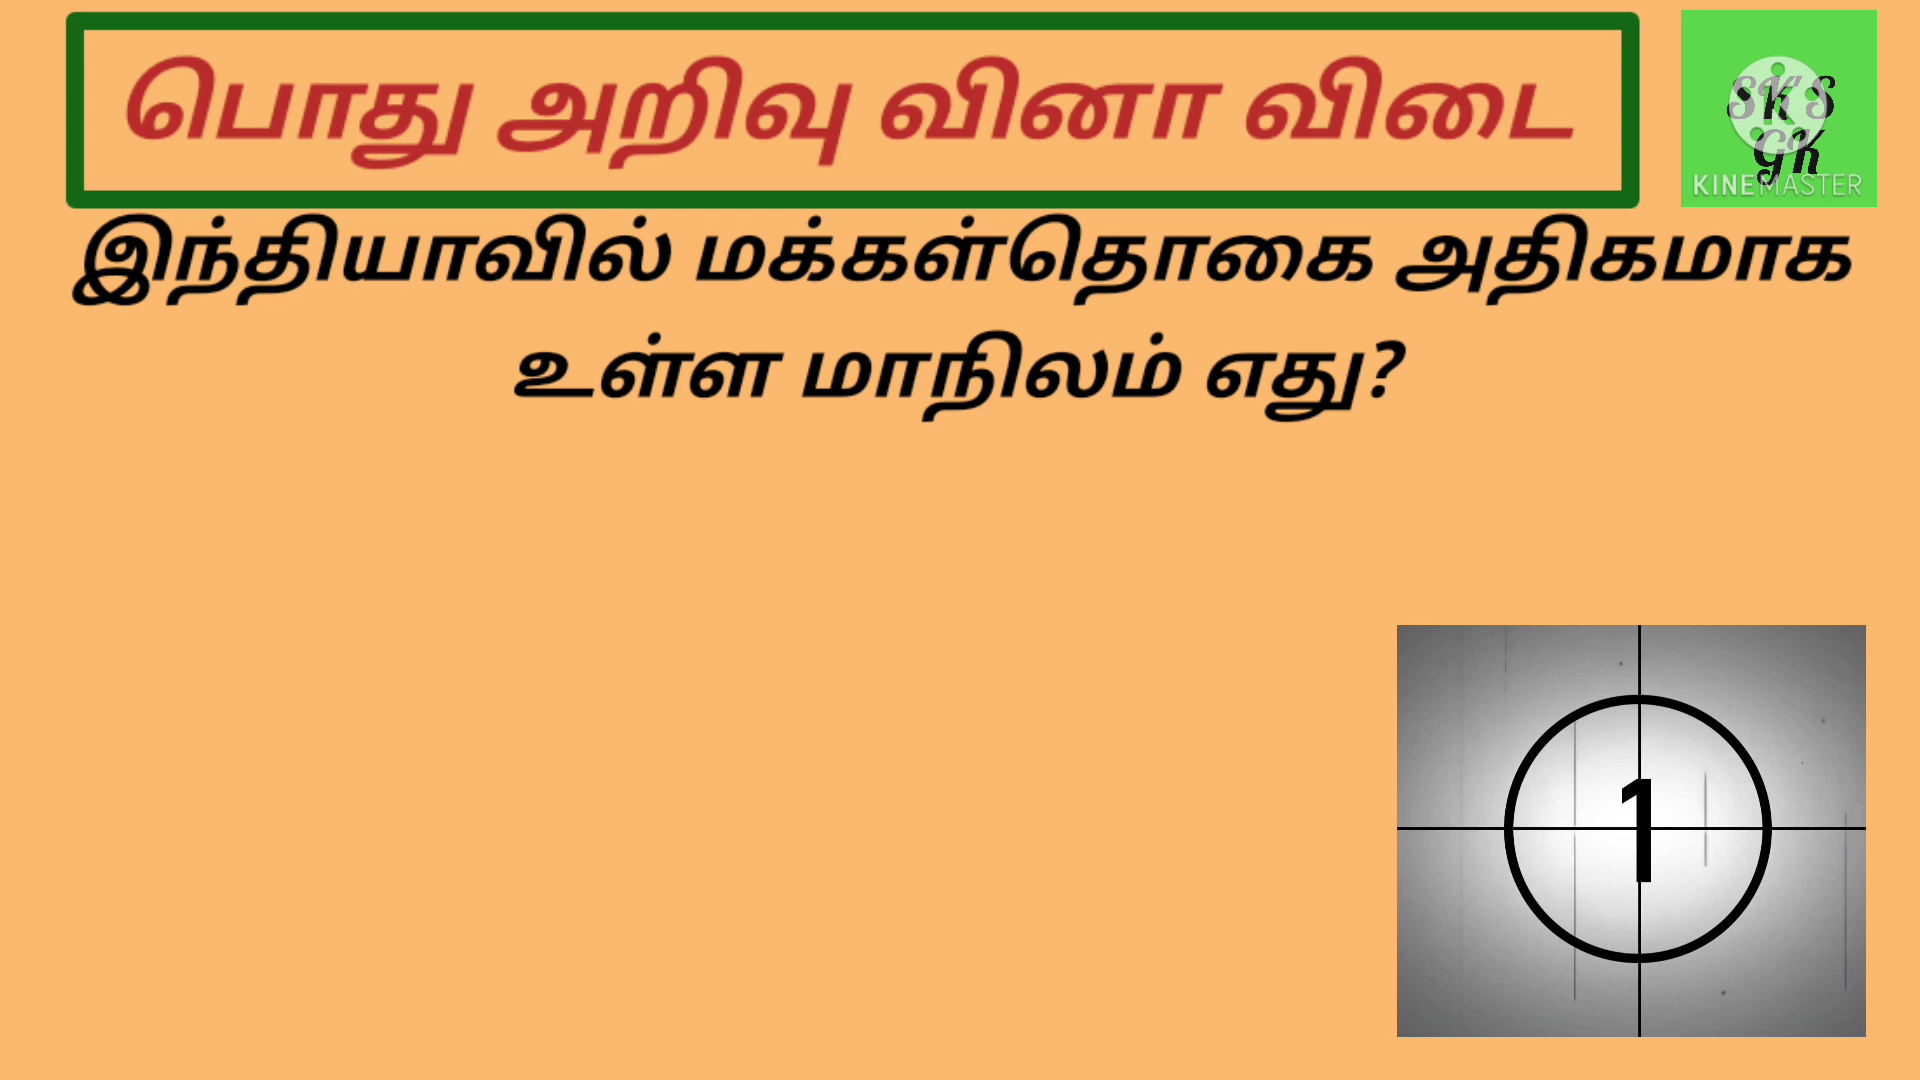 பொது அறிவு வினா விடை
SKS
GK
KINEMASTER
இந்தியாவில் மக்கள்தொகை அதிகமாக
உள்ள மாநிலம் எது?
1